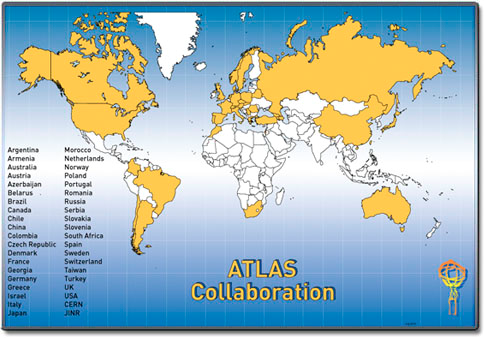 Argentina
Armenia
Australia
Austria
Azerbaijan
Belarus
Brazil
Canada
Chile
China
Colombia
Czech Republic
Denmark
France
Georgia
Germany
Greece
Israel
Italy
Japan
Morocco
Netherlands
Norway
Poland
Portugal
Romania
Russia
Serbia
Slovakia
Slovenia
South Africa
Spain
Sweden
Switzerland
Taiwan
Turkey
UK
USA
CERN
JINR
ATLAS
Collaboration